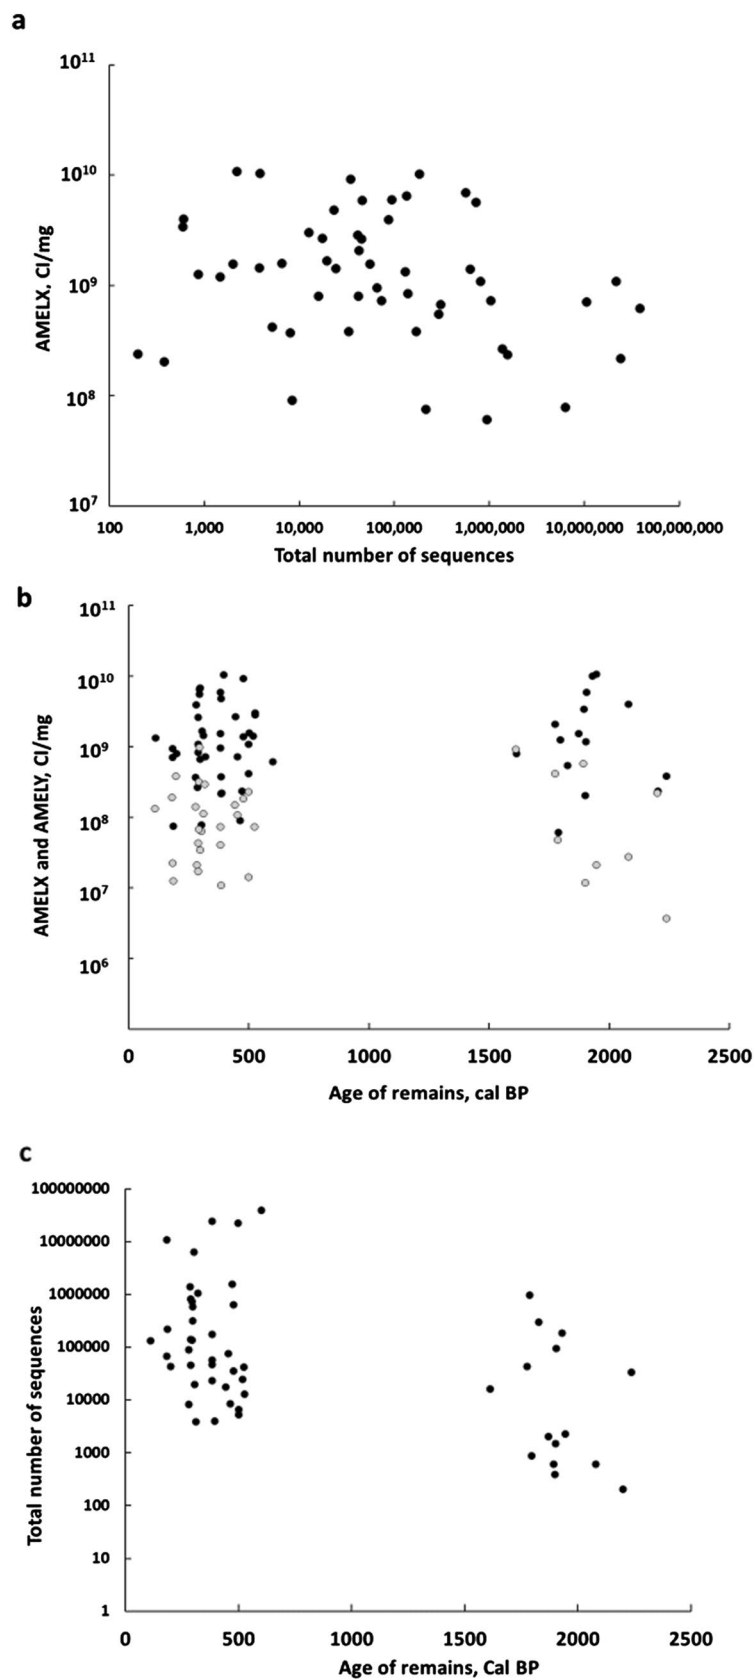 a
10¹¹
10¹⁰
10⁹
10⁸
10⁷
AMELX, CI/mg
100 1,000 10,000 100,000 1,000,000 10,000,000 100,000,000
Total number of sequences
b
10¹¹
10¹⁰
10⁹
10⁸
10⁷
10⁶
AMELX and AMELY, CI/mg
0 500 1000 1500 2000 2500
Age of remains, cal BP
c
100000000
10000000
1000000
100000
10000
1000
100
10
1
Total number of sequences
0 500 1000 1500 2000 2500
Age of remains, Cal BP